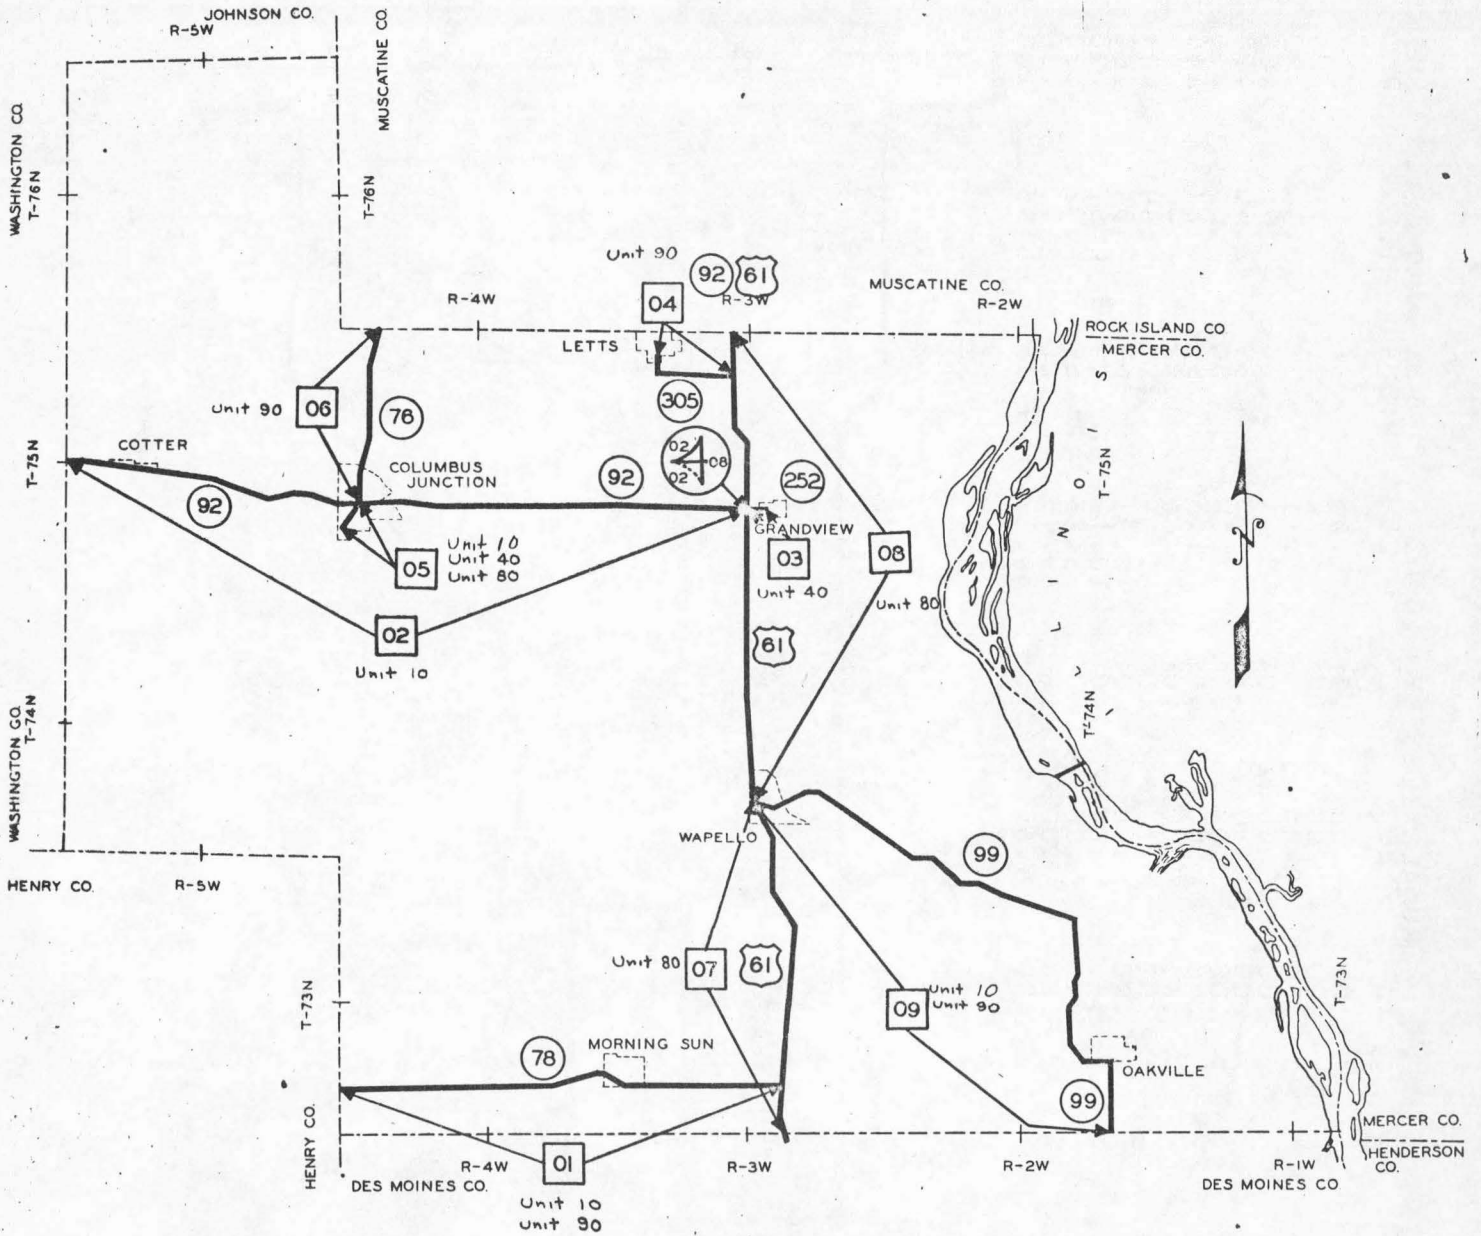 JOHNSON CO.
R-5W
MUSCATINE CO.
WASHINGTON CO.
T-76N
T-76N
Unit 90
92
61
MUSCATINE CO.
R-4W
04
R-3W
R-2W
ROCK ISLAND CO.
MERCER CO.
LETTS
305
Unit 90
06
76
COTTER
T-75N
COLUMBUS
JUNCTION
92
92
02
08
02
252
GRANDVIEW
ILLINOIS
T-75N
05
Unit 10
Unit 40
Unit 80
03
Unit 40
08
Unit 80
02
Unit 10
61
WASHINGTON CO.
T-74N
T-74N
WAPELLO
99
HENRY CO.
R-5W
Unit 80
07
61
09
Unit 10
Unit 90
T-73N
T-73N
78
MORNING SUN
OAKVILLE
99
HENRY CO.
MERCER CO.
HENDERSON
CO.
R-4W
01
R-3W
R-2W
R-1W
DES MOINES CO.
DES MOINES CO.
Unit 10
Unit 90